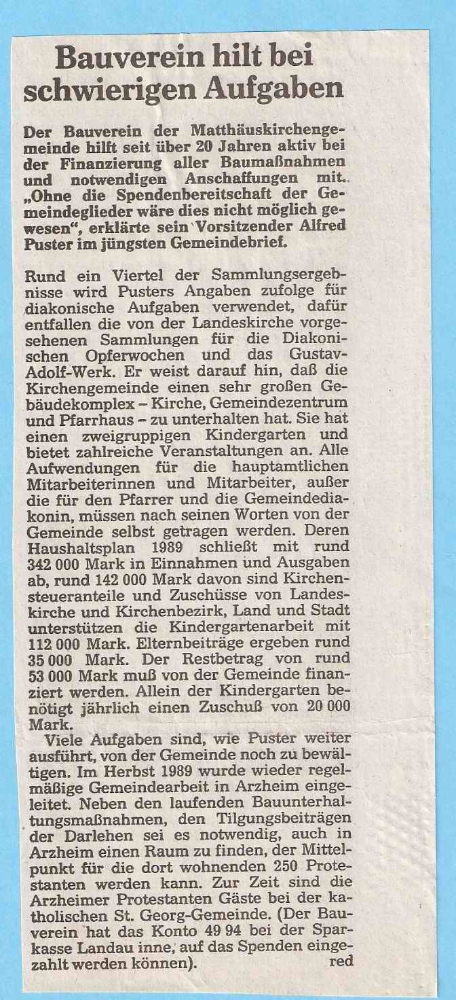 Bauverein hilt bei
schwierigen Aufgaben
Der Bauverein der Matthäuskirchenge-
meinde hilft seit über 20 Jahren aktiv bei
der Finanzierung aller Baumaßnahmen
und notwendigen Anschaffungen mit.
„Ohne die Spendenbereitschaft der Ge-
meindeglieder wäre dies nicht möglich ge-
wesen“, erklärte sein Vorsitzender Alfred
Puster im jüngsten Gemeindebrief.
Rund ein Viertel der Sammlungsergeb-
nisse wird Pusters Angaben zufolge für
diakonische Aufgaben verwendet, dafür
entfallen die von der Landeskirche vorge-
sehenen Sammlungen für die Diakoni-
schen Opferwochen und das Gustav-
Adolf-Werk. Er weist darauf hin, daß die
Kirchengemeinde einen sehr großen Ge-
bäudekomplex – Kirche, Gemeindezentrum
und Pfarrhaus – zu unterhalten hat. Sie hat
einen zweigruppigen Kindergarten und
bietet zahlreiche Veranstaltungen an. Alle
Aufwendungen für die hauptamtlichen
Mitarbeiterinnen und Mitarbeiter, außer
die für den Pfarrer und die Gemeindedia-
konin, müssen nach seinen Worten von der
Gemeinde selbst getragen werden. Deren
Haushaltsplan 1989 schließt mit rund
342 000 Mark in Einnahmen und Ausgaben
ab, rund 142 000 Mark davon sind Kirchen-
steueranteile und Zuschüsse von Landes-
kirche und Kirchenbezirk, Land und Stadt
unterstützen die Kindergartenarbeit mit
112 000 Mark. Elternbeiträge ergeben rund
35 000 Mark. Der Restbetrag von rund
53 000 Mark muß von der Gemeinde finan-
ziert werden. Allein der Kindergarten be-
nötigt jährlich einen Zuschuß von 20 000
Mark.
Viele Aufgaben sind, wie Puster weiter
ausführt, von der Gemeinde noch zu bewäl-
tigen. Im Herbst 1989 wurde wieder regel-
mäßige Gemeindearbeit in Arzheim einge-
leitet. Neben den laufenden Bauunterhal-
tungsmaßnahmen, den Tilgungsbeiträgen
der Darlehen sei es notwendig, auch in
Arzheim einen Raum zu finden, der Mittel-
punkt für die dort wohnenden 250 Prote-
stanten werden kann. Zur Zeit sind die
Arzheimer Protestanten Gäste bei der ka-
tholischen St. Georg-Gemeinde. (Der Bau-
verein hat das Konto 49 94 bei der Spar-
kasse Landau inne, auf das Spenden einge-
zahlt werden können). red